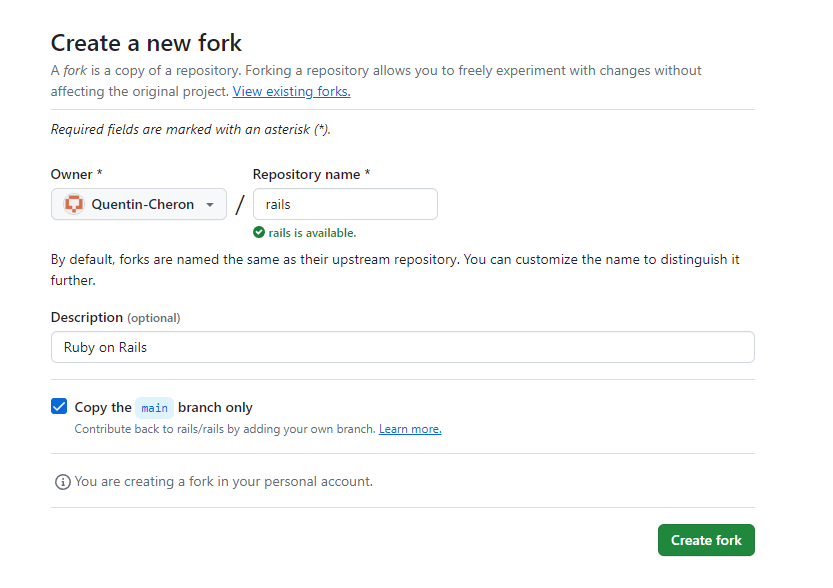 Create a new fork
A fork is a copy of a repository. Forking a repository allows you to freely experiment with changes without
affecting the original project. View existing forks.
Required fields are marked with an asterisk (*).
Owner *
Repository name *
Quentin-Cheron
/
rails
rails is available.
By default, forks are named the same as their upstream repository. You can customize the name to distinguish it
further.
Description (optional)
Ruby on Rails
Copy the main branch only
Contribute back to rails/rails by adding your own branch. Learn more.
You are creating a fork in your personal account.
Create fork